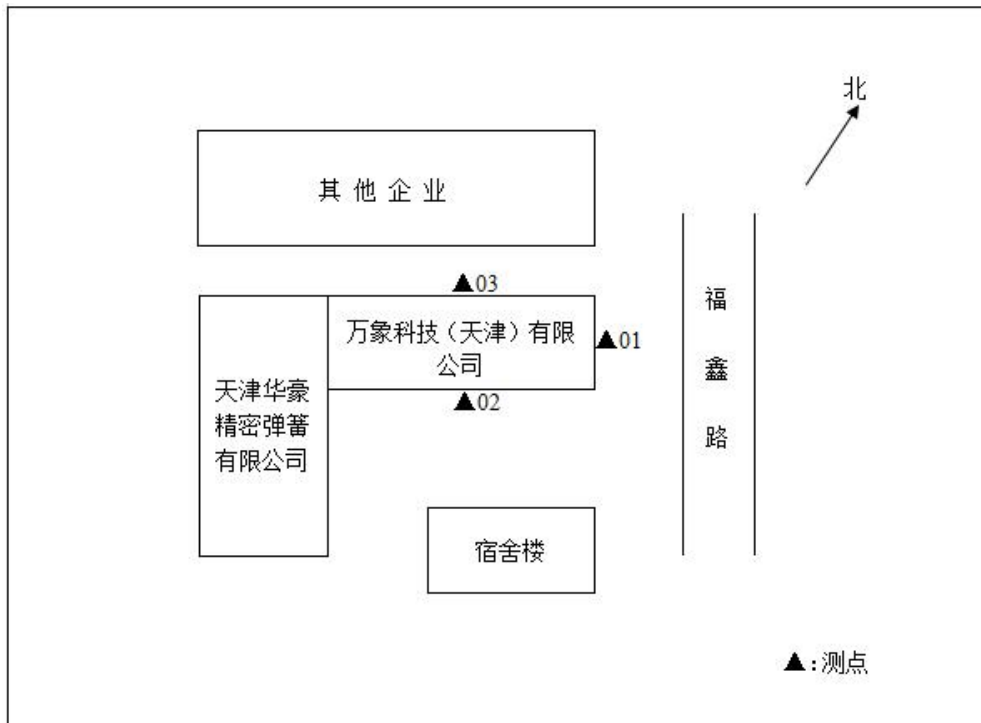 北
其他企业
▲03
万象科技（天津）有限
公司
▲01
▲02
天津华豪
精密弹簧
有限公司
福
鑫
路
宿舍楼
▲：测点